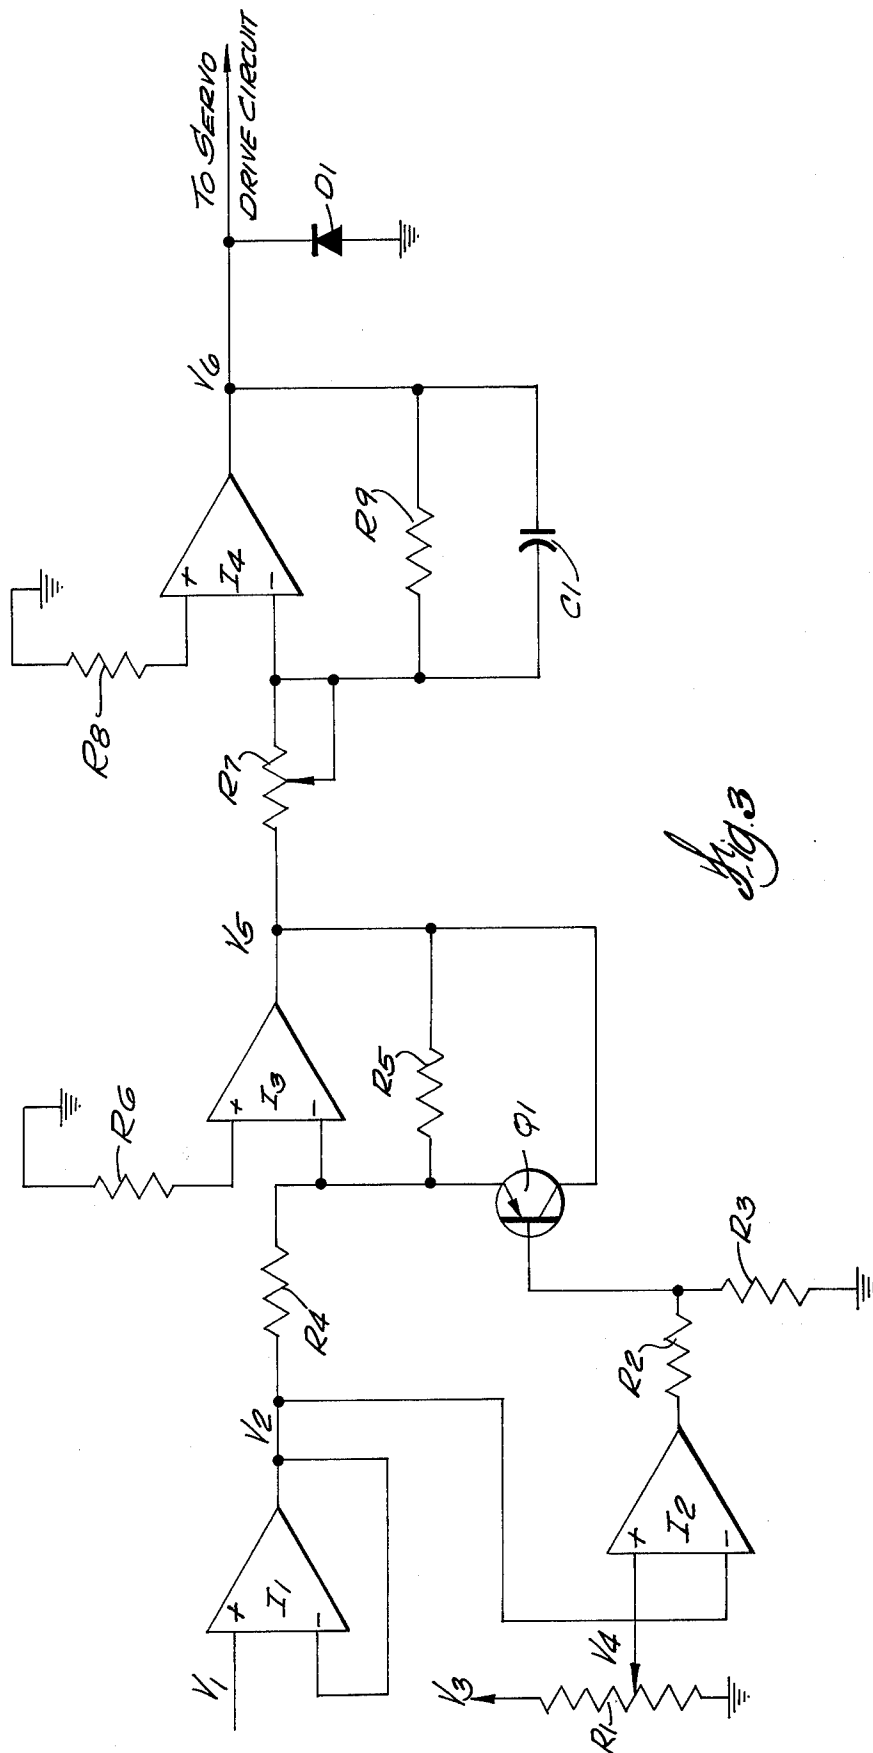 V1
+
I1
-
V2
V3
R1
V4
+
I2
-
R2
R3
R4
Q1
R5
R6
+
I3
-
V5
R7
R8
+
I4
-
R9
C1
V6
D1
TO SERVO
DRIVE CIRCUIT
Fig.3